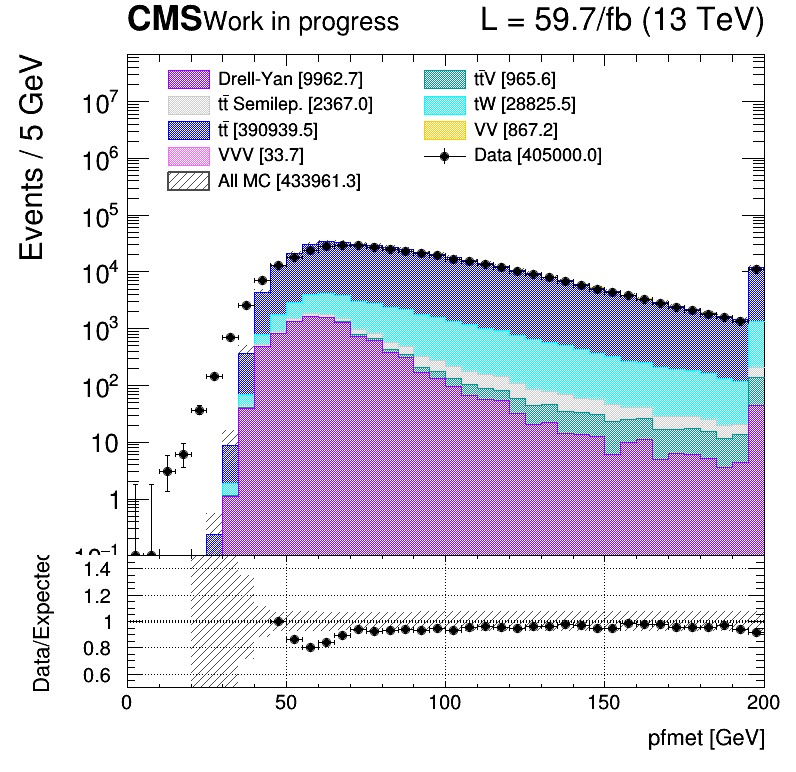 CMS Work in progress L = 59.7/fb (13 TeV)
Events / 5 GeV
Drell-Yan [9962.7]
tt̄ Semilep. [2367.0]
tt̄ [390939.5]
VVV [33.7]
All MC [433961.3]
tt̄V [965.6]
tW [28825.5]
VV [867.2]
Data [405000.0]
10⁷
10⁶
10⁵
10⁴
10³
10²
10
1
10⁻¹
Data/Expected
1.4
1.2
1
0.8
0.6
0 50 100 150 200
pfmet [GeV]